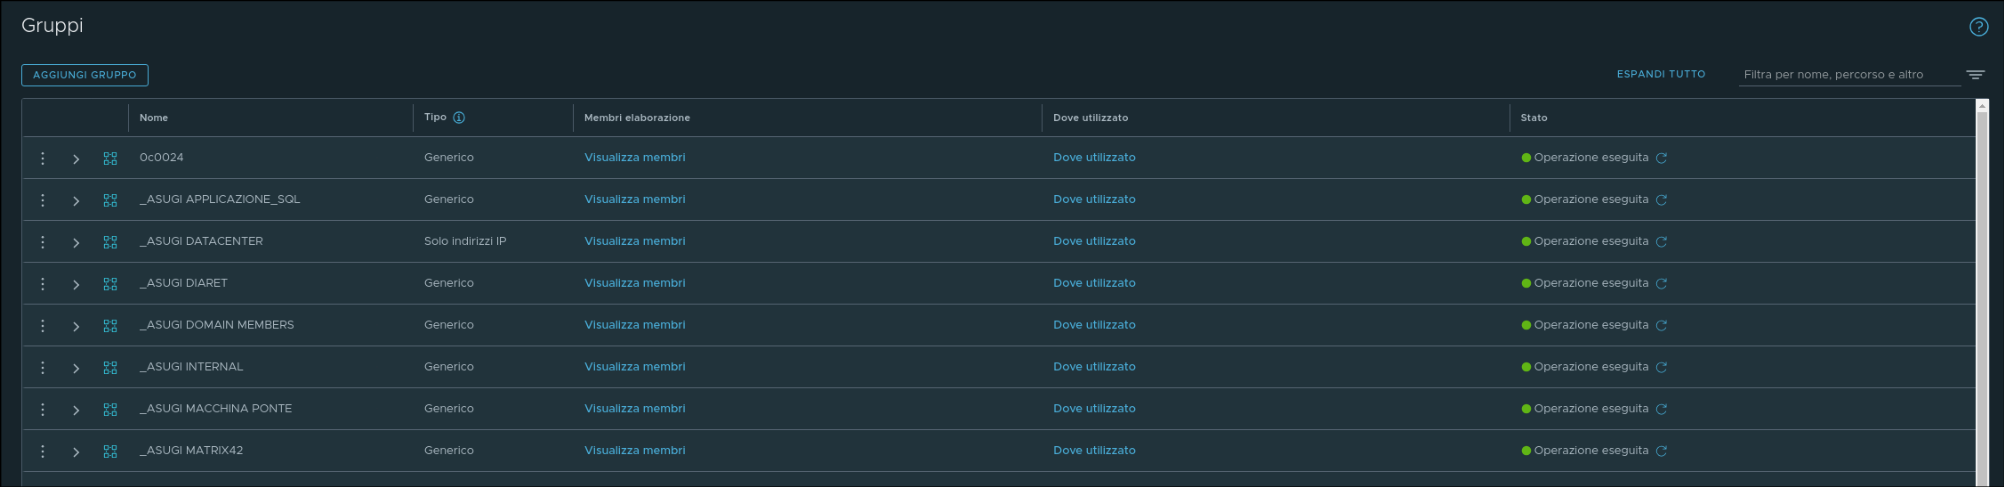 Gruppi
AGGIUNGI GRUPPO
ESPANDI TUTTO Filtra per nome, percorso e altro
Nome Tipo Membri elaborazione Dove utilizzato Stato
0c0024 Generico Visualizza membri Dove utilizzato Operazione eseguita
_ASUGI APPLICAZIONE_SQL Generico Visualizza membri Dove utilizzato Operazione eseguita
_ASUGI DATACENTER Solo indirizzi IP Visualizza membri Dove utilizzato Operazione eseguita
_ASUGI DIARET Generico Visualizza membri Dove utilizzato Operazione eseguita
_ASUGI DOMAIN MEMBERS Generico Visualizza membri Dove utilizzato Operazione eseguita
_ASUGI INTERNAL Generico Visualizza membri Dove utilizzato Operazione eseguita
_ASUGI MACCHINA PONTE Generico Visualizza membri Dove utilizzato Operazione eseguita
_ASUGI MATRIX42 Generico Visualizza membri Dove utilizzato Operazione eseguita